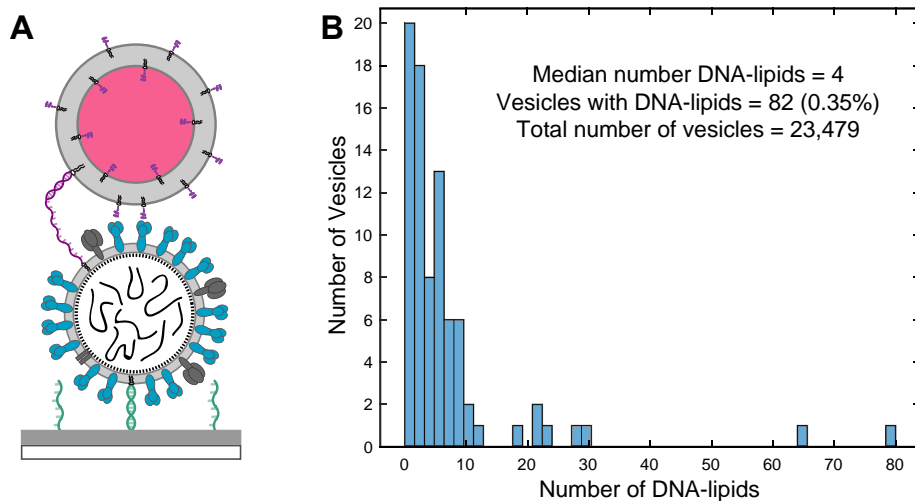 A
B
Median number DNA-lipids = 4
Vesicles with DNA-lipids = 82 (0.35%)
Total number of vesicles = 23,479
Number of Vesicles
20
18
16
14
12
10
8
6
4
2
0
0 10 20 30 40 50 60 70 80
Number of DNA-lipids